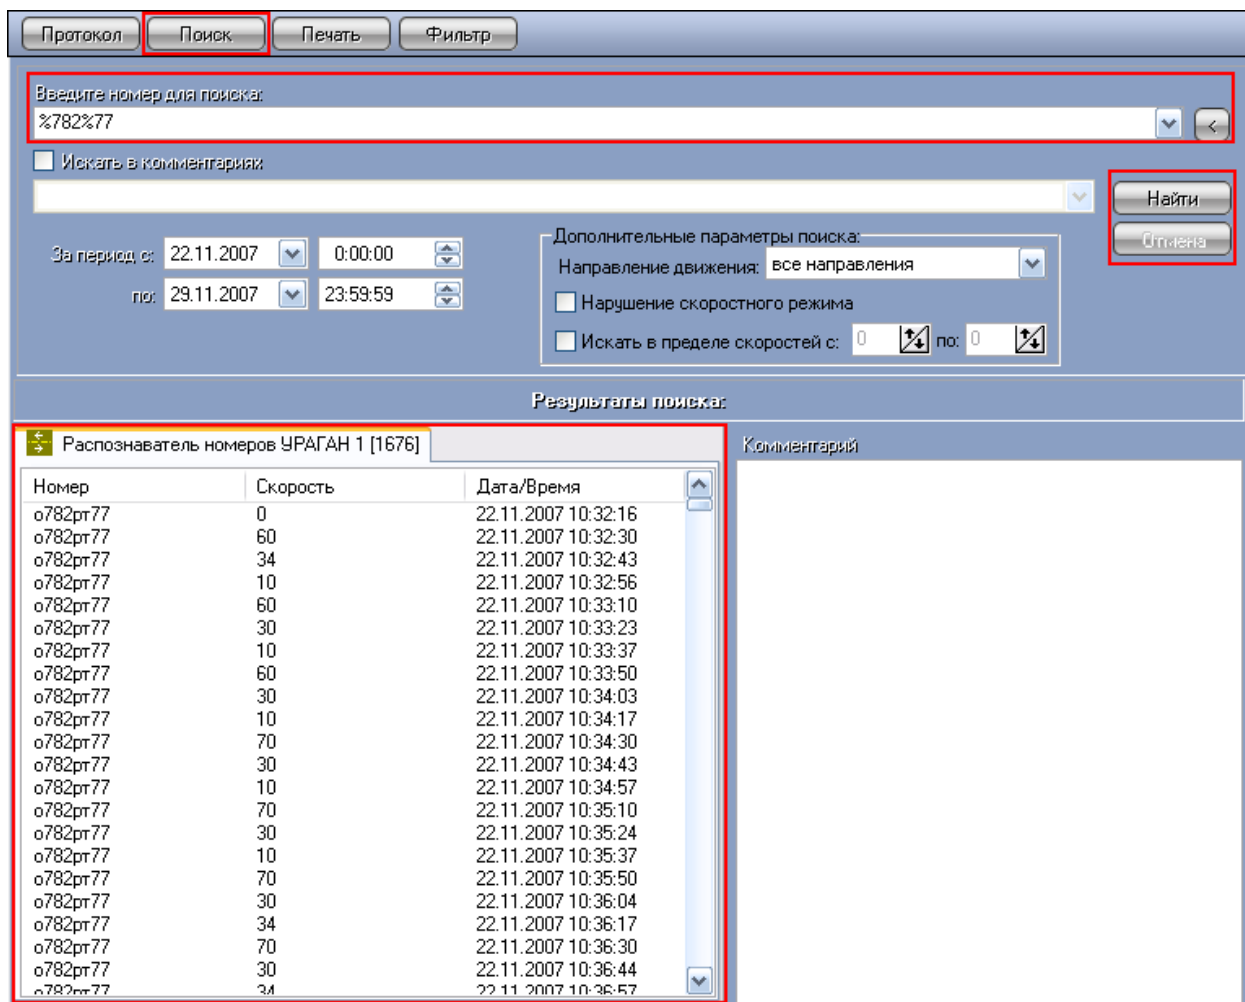 Протокол Поиск Печать Фильтр
Введите номер для поиска:
%782%77 <
Искать в комментариях
Найти
Отмена
За период с: 22.11.2007 0:00:00
по: 29.11.2007 23:59:59
Дополнительные параметры поиска:
Направление движения: все направления
Нарушение скоростного режима
Искать в пределе скоростей с: 0 по: 0
Результаты поиска:
Распознаватель номеров УРАГАН 1 [1676]
Комментарий
Номер Скорость Дата/Время
о782рт77 0 22.11.2007 10:32:16
о782рт77 60 22.11.2007 10:32:30
о782рт77 34 22.11.2007 10:32:43
о782рт77 10 22.11.2007 10:32:56
о782рт77 60 22.11.2007 10:33:10
о782рт77 30 22.11.2007 10:33:23
о782рт77 10 22.11.2007 10:33:37
о782рт77 60 22.11.2007 10:33:50
о782рт77 30 22.11.2007 10:34:03
о782рт77 10 22.11.2007 10:34:17
о782рт77 70 22.11.2007 10:34:30
о782рт77 30 22.11.2007 10:34:43
о782рт77 10 22.11.2007 10:34:57
о782рт77 70 22.11.2007 10:35:10
о782рт77 30 22.11.2007 10:35:24
о782рт77 10 22.11.2007 10:35:37
о782рт77 70 22.11.2007 10:35:50
о782рт77 30 22.11.2007 10:36:04
о782рт77 34 22.11.2007 10:36:17
о782рт77 70 22.11.2007 10:36:30
о782рт77 30 22.11.2007 10:36:44
о782рт77 34 22.11.2007 10:36:57